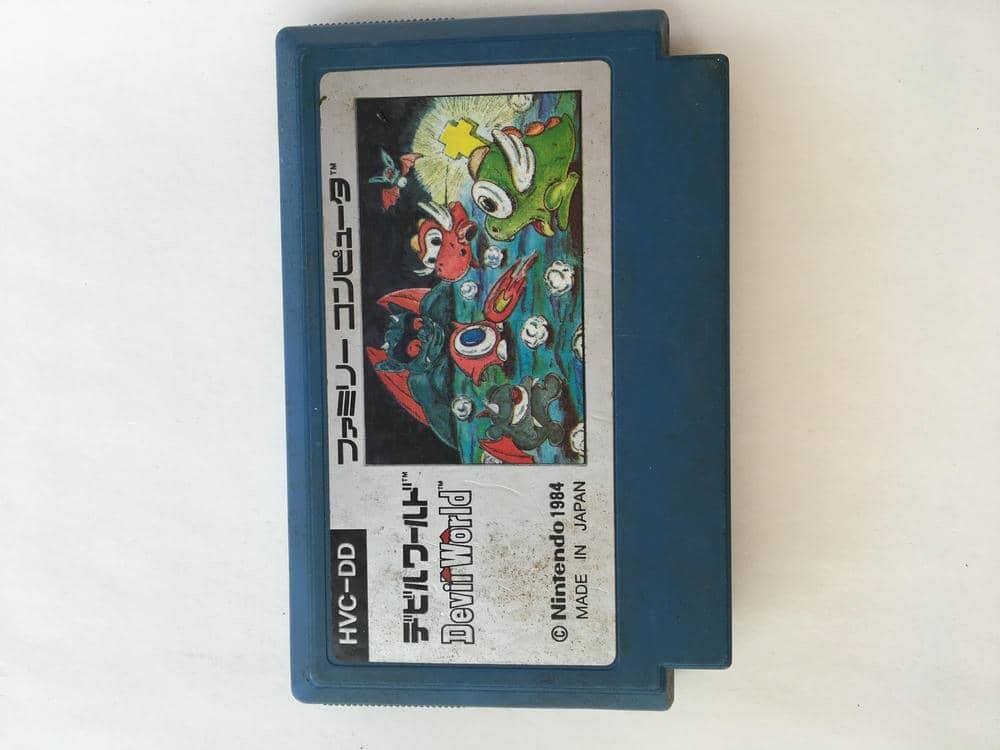 HVC-DD
ファミリー コンピュータ™
デビルワールド™
Devil World™
© Nintendo 1984
MADE IN JAPAN